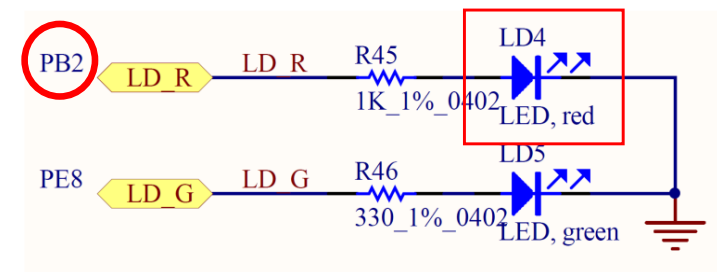 PB2 LD_R LD_R R45 LD4
1K_1%_0402 LED, red
PE8 LD_G LD_G R46 LD5
330_1%_0402 LED, green